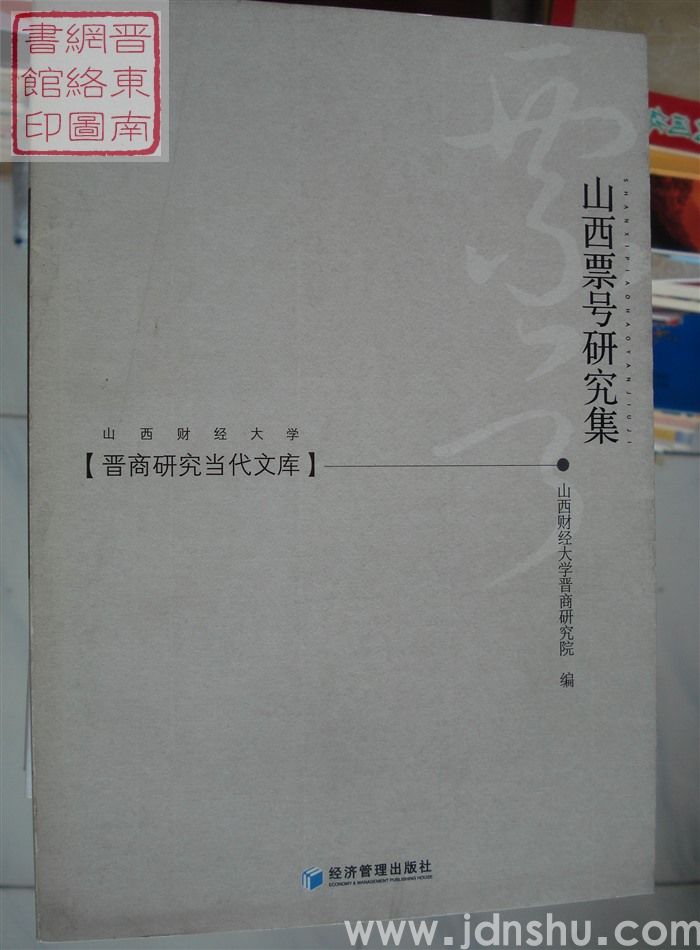 晋東南
網絡圖
書館印
山西票号研究集
SHANXIPIAOHAOYANJIUJI
票号
山西财经大学
【晋商研究当代文库】
山西财经大学晋商研究院 编
经济管理出版社
ECONOMY & MANAGEMENT PUBLISHING HOUSE
www.jdnshu.com